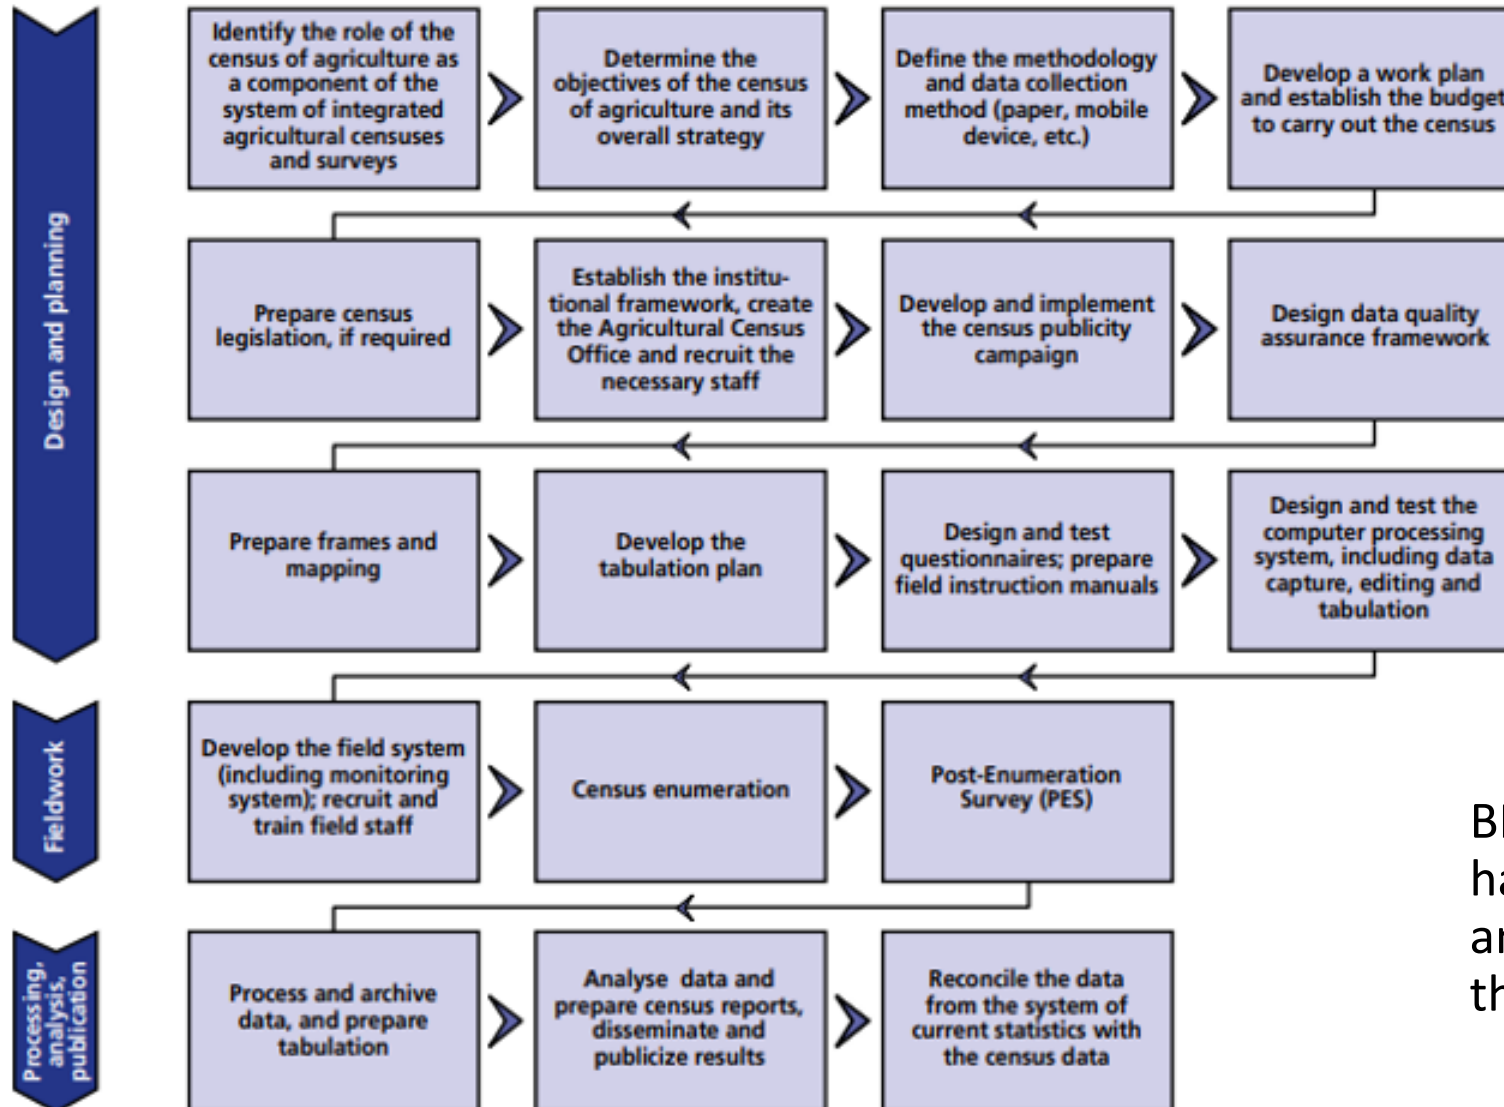 Design and planning
Identify the role of the
census of agriculture as
a component of the
system of integrated
agricultural censuses
and surveys
Determine the
objectives of the census
of agriculture and its
overall strategy
Define the methodology
and data collection
method (paper, mobile
device, etc.)
Develop a work plan
and establish the budget
to carry out the census
Prepare census
legislation, if required
Establish the institu-
tional framework, create
the Agricultural Census
Office and recruit the
necessary staff
Develop and implement
the census publicity
campaign
Design data quality
assurance framework
Prepare frames and
mapping
Develop the
tabulation plan
Design and test
questionnaires; prepare
field instruction manuals
Design and test the
computer processing
system, including data
capture, editing and
tabulation
Fieldwork
Develop the field system
(including monitoring
system); recruit and
train field staff
Census enumeration
Post-Enumeration
Survey (PES)
Processing,
analysis,
publication
Process and archive
data, and prepare
tabulation
Analyse data and
prepare census reports,
disseminate and
publicize results
Reconcile the data
from the system of
current statistics with
the census data